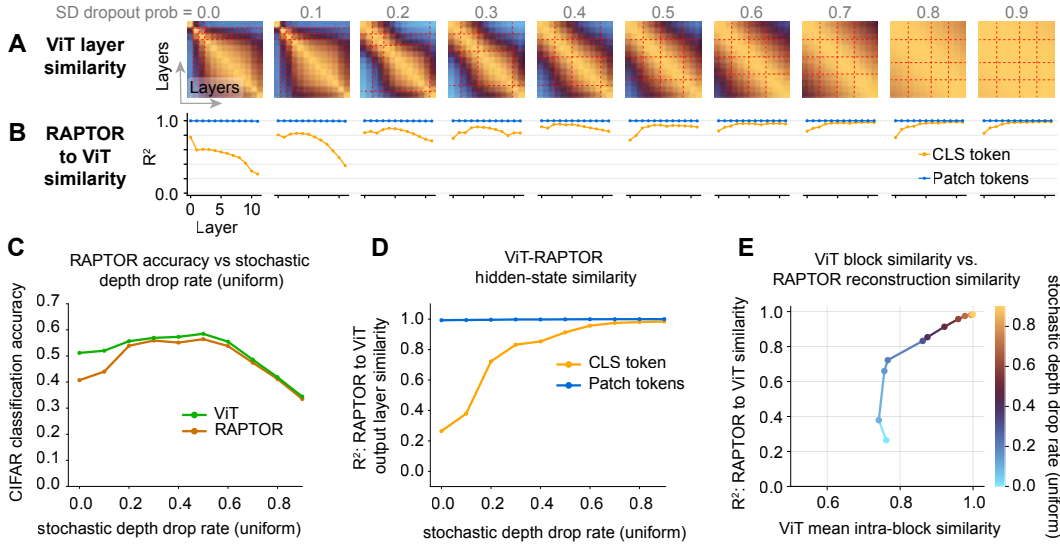 SD dropout prob = 0.0 0.1 0.2 0.3 0.4 0.5 0.6 0.7 0.8 0.9
A ViT layer
similarity
Layers
Layers
B RAPTOR
to ViT
similarity
R²
1.0
0.0
0 5 10
Layer
CLS token
Patch tokens
C
RAPTOR accuracy vs stochastic
depth drop rate (uniform)
CIFAR classification accuracy
0.7
0.6
0.5
0.4
0.3
0.2
0.1
0.0
ViT
RAPTOR
0.0 0.2 0.4 0.6 0.8
stochastic depth drop rate (uniform)
D
ViT-RAPTOR
hidden-state similarity
R²: RAPTOR to ViT
output layer similarity
1.0
0.8
0.6
0.4
0.2
0.0
CLS token
Patch tokens
0.0 0.2 0.4 0.6 0.8
stochastic depth drop rate (uniform)
E
ViT block similarity vs.
RAPTOR reconstruction similarity
R²: RAPTOR to ViT similarity
1.0
0.8
0.6
0.4
0.2
0.0
0.6 0.8 1.0
ViT mean intra-block similarity
0.8
0.6
0.4
0.2
0.0
stochastic depth drop rate (uniform)